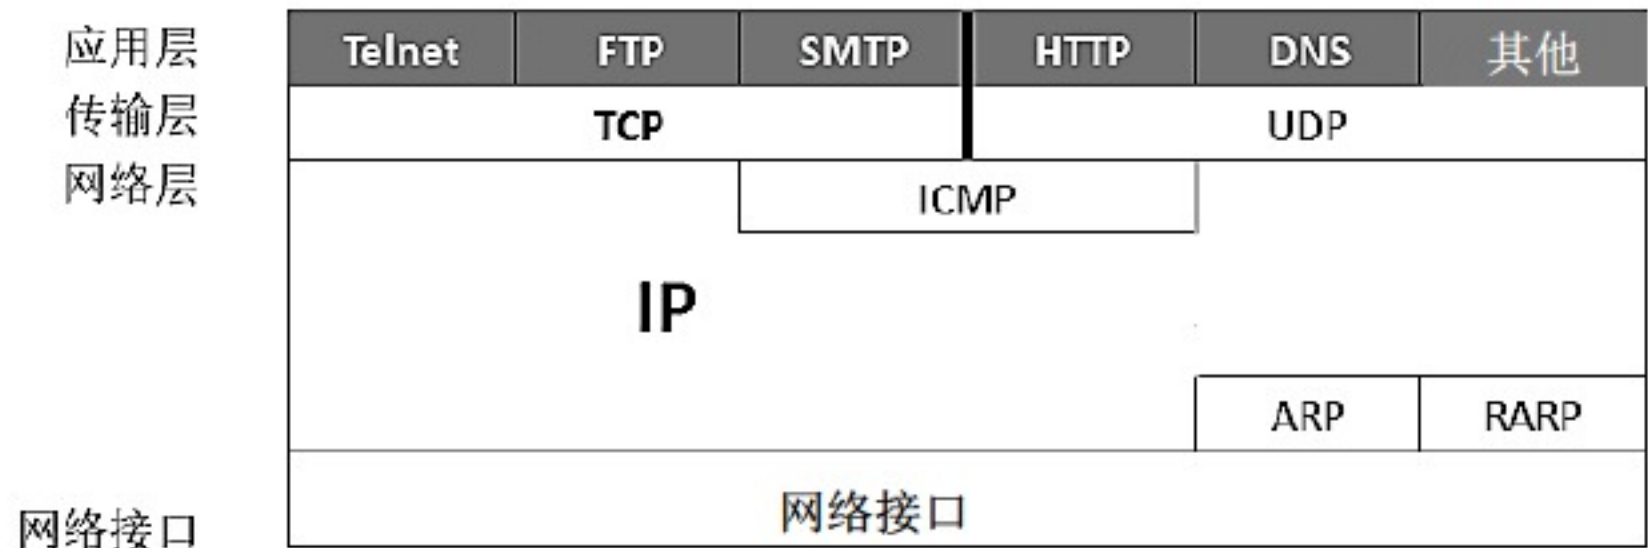 应用层 Telnet FTP SMTP HTTP DNS 其他
传输层 TCP UDP
网络层 ICMP
IP
ARP RARP
网络接口 网络接口